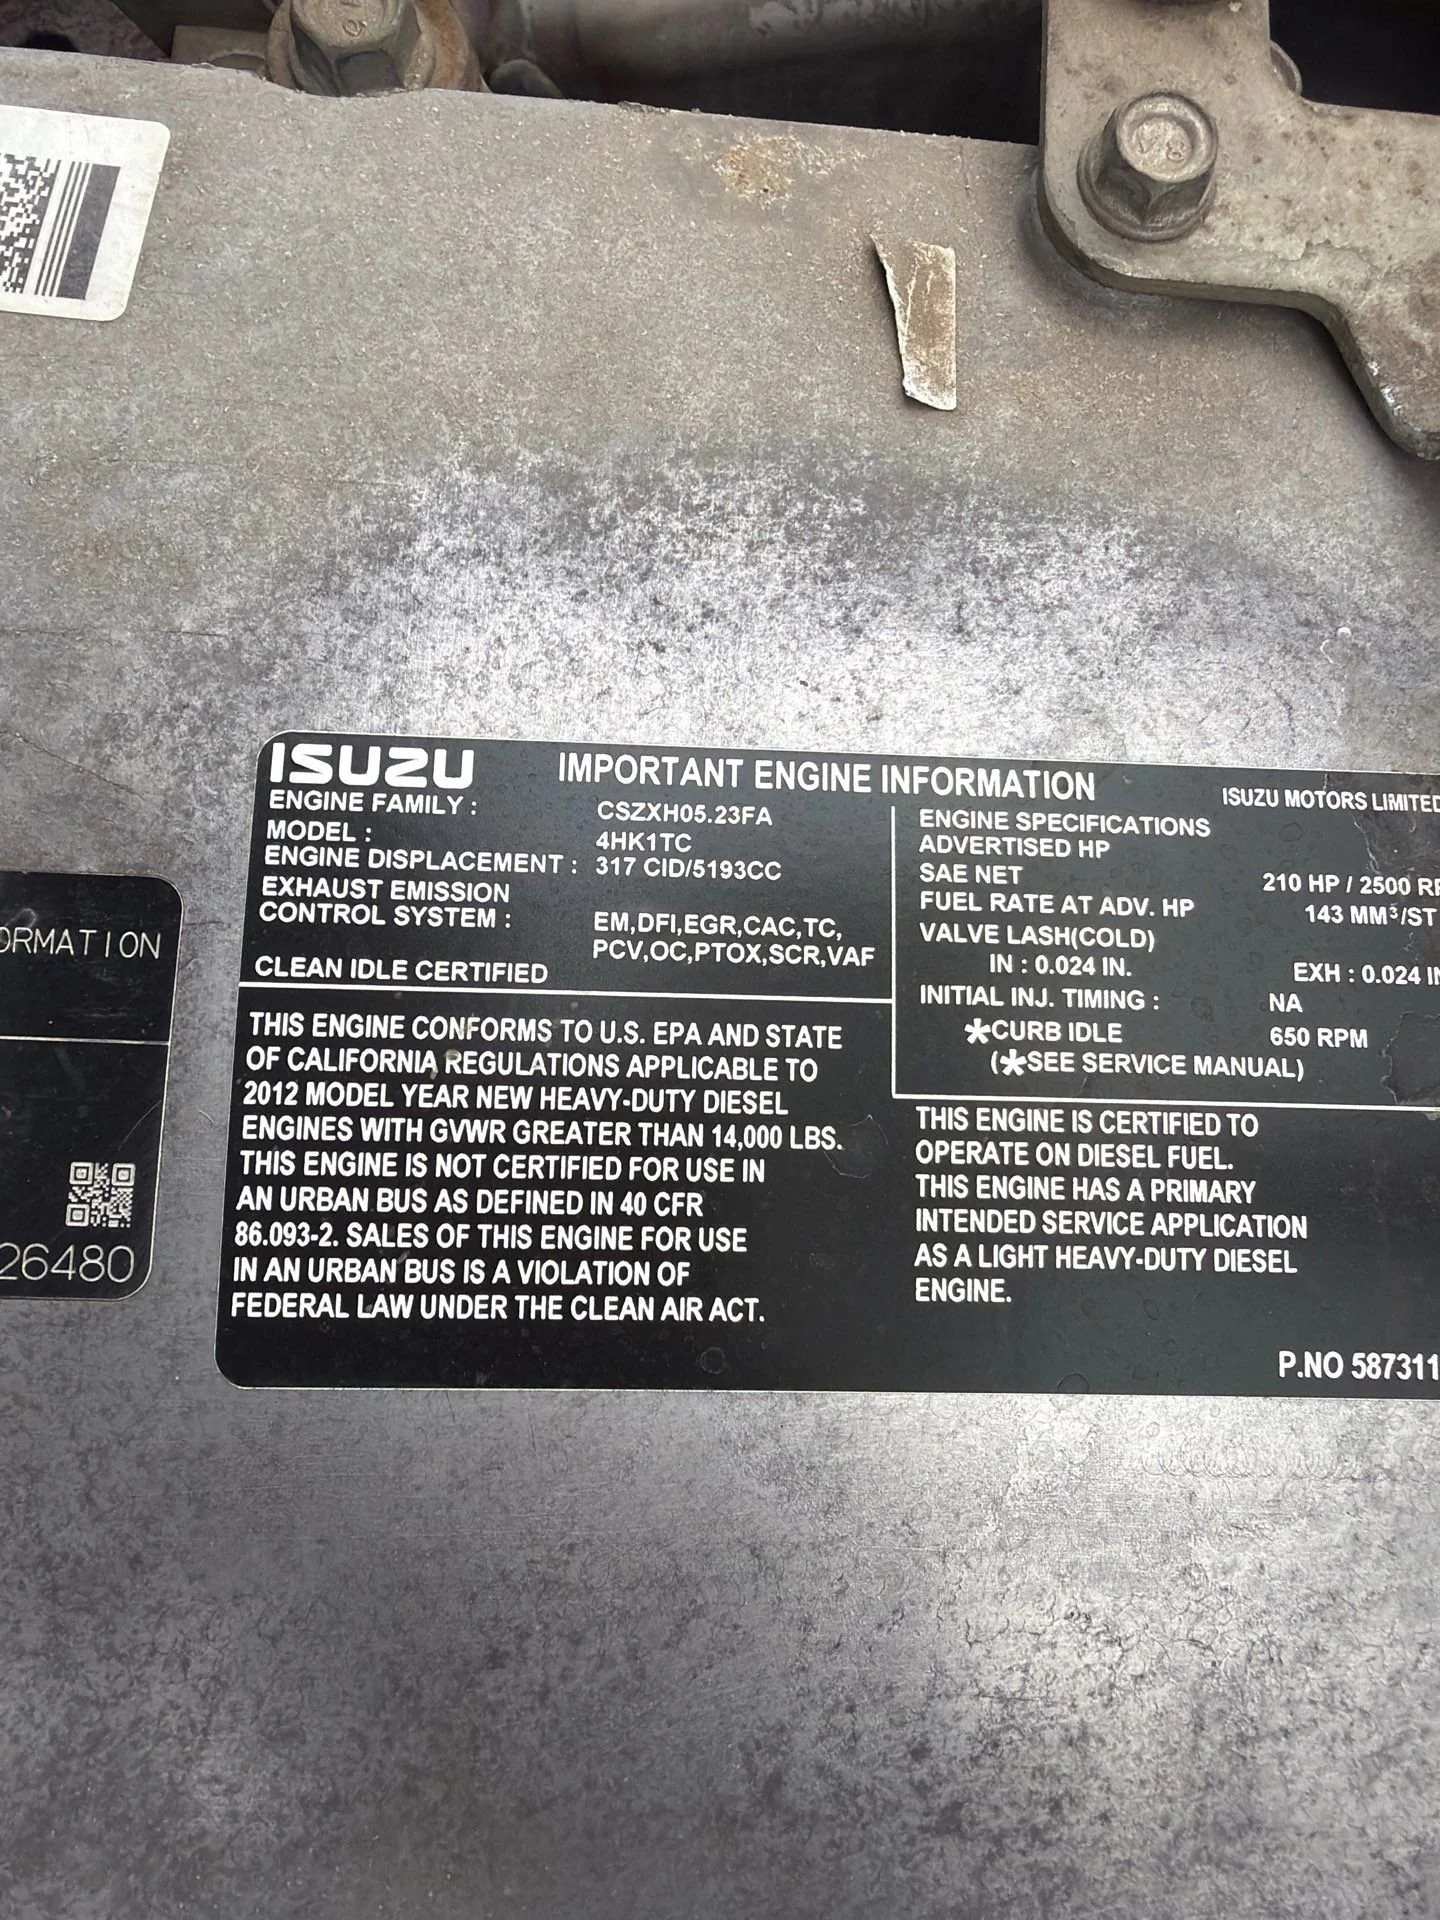 ISUZU IMPORTANT ENGINE INFORMATION ISUZU MOTORS LIMITED
ENGINE FAMILY : CSZXH05.23FA
MODEL : 4HK1TC
ENGINE DISPLACEMENT : 317 CID/5193CC
EXHAUST EMISSION
CONTROL SYSTEM : EM,DFI,EGR,CAC,TC,
PCV,OC,PTOX,SCR,VAF
CLEAN IDLE CERTIFIED
ENGINE SPECIFICATIONS
ADVERTISED HP
SAE NET 210 HP / 2500
FUEL RATE AT ADV. HP 143 MM³/ST
VALVE LASH(COLD)
IN : 0.024 IN. EXH : 0.024
INITIAL INJ. TIMING : NA
*CURB IDLE 650 RPM
(*SEE SERVICE MANUAL)
THIS ENGINE CONFORMS TO U.S. EPA AND STATE
OF CALIFORNIA REGULATIONS APPLICABLE TO
2012 MODEL YEAR NEW HEAVY-DUTY DIESEL
ENGINES WITH GVWR GREATER THAN 14,000 LBS.
THIS ENGINE IS NOT CERTIFIED FOR USE IN
AN URBAN BUS AS DEFINED IN 40 CFR
86.093-2. SALES OF THIS ENGINE FOR USE
IN AN URBAN BUS IS A VIOLATION OF
FEDERAL LAW UNDER THE CLEAN AIR ACT.
THIS ENGINE IS CERTIFIED TO
OPERATE ON DIESEL FUEL.
THIS ENGINE HAS A PRIMARY
INTENDED SERVICE APPLICATION
AS A LIGHT HEAVY-DUTY DIESEL
ENGINE.
P.NO 587311
ORMATION
26480
8.8